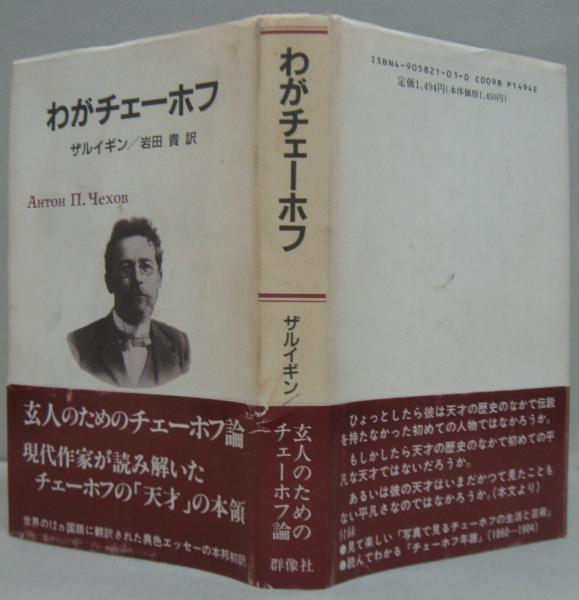 わがチェーホフ
ザルイギン／岩田 貴 訳
Антон П. Чехов
玄人のためのチェーホフ論
現代作家が読み解いた
チェーホフの「天才」の本領
世界の12ヵ国語に翻訳された異色エッセーの本邦初訳
わがチェーホフ
ザルイギン／
玄人のための
チェーホフ論
群像社
ISBN4-905821-01-0 C0098 P1494E
定価1,494円(本体価格1,450円)
ひょっとしたら彼は天才の歴史のなかで伝説
を持たなかった初めての人物ではなかろうか。
もしかしたら天才の歴史のなかで初めての平
凡な天才ではないだろうか。
あるいは彼の天才はいまだかつて見たことも
ない平凡さなのではなかろうか。(本文より)
付録
●見て楽しい「写真で見るチェーホフの生活と芸術」
●読んでわかる「チェーホフ年譜」(1860―1904)